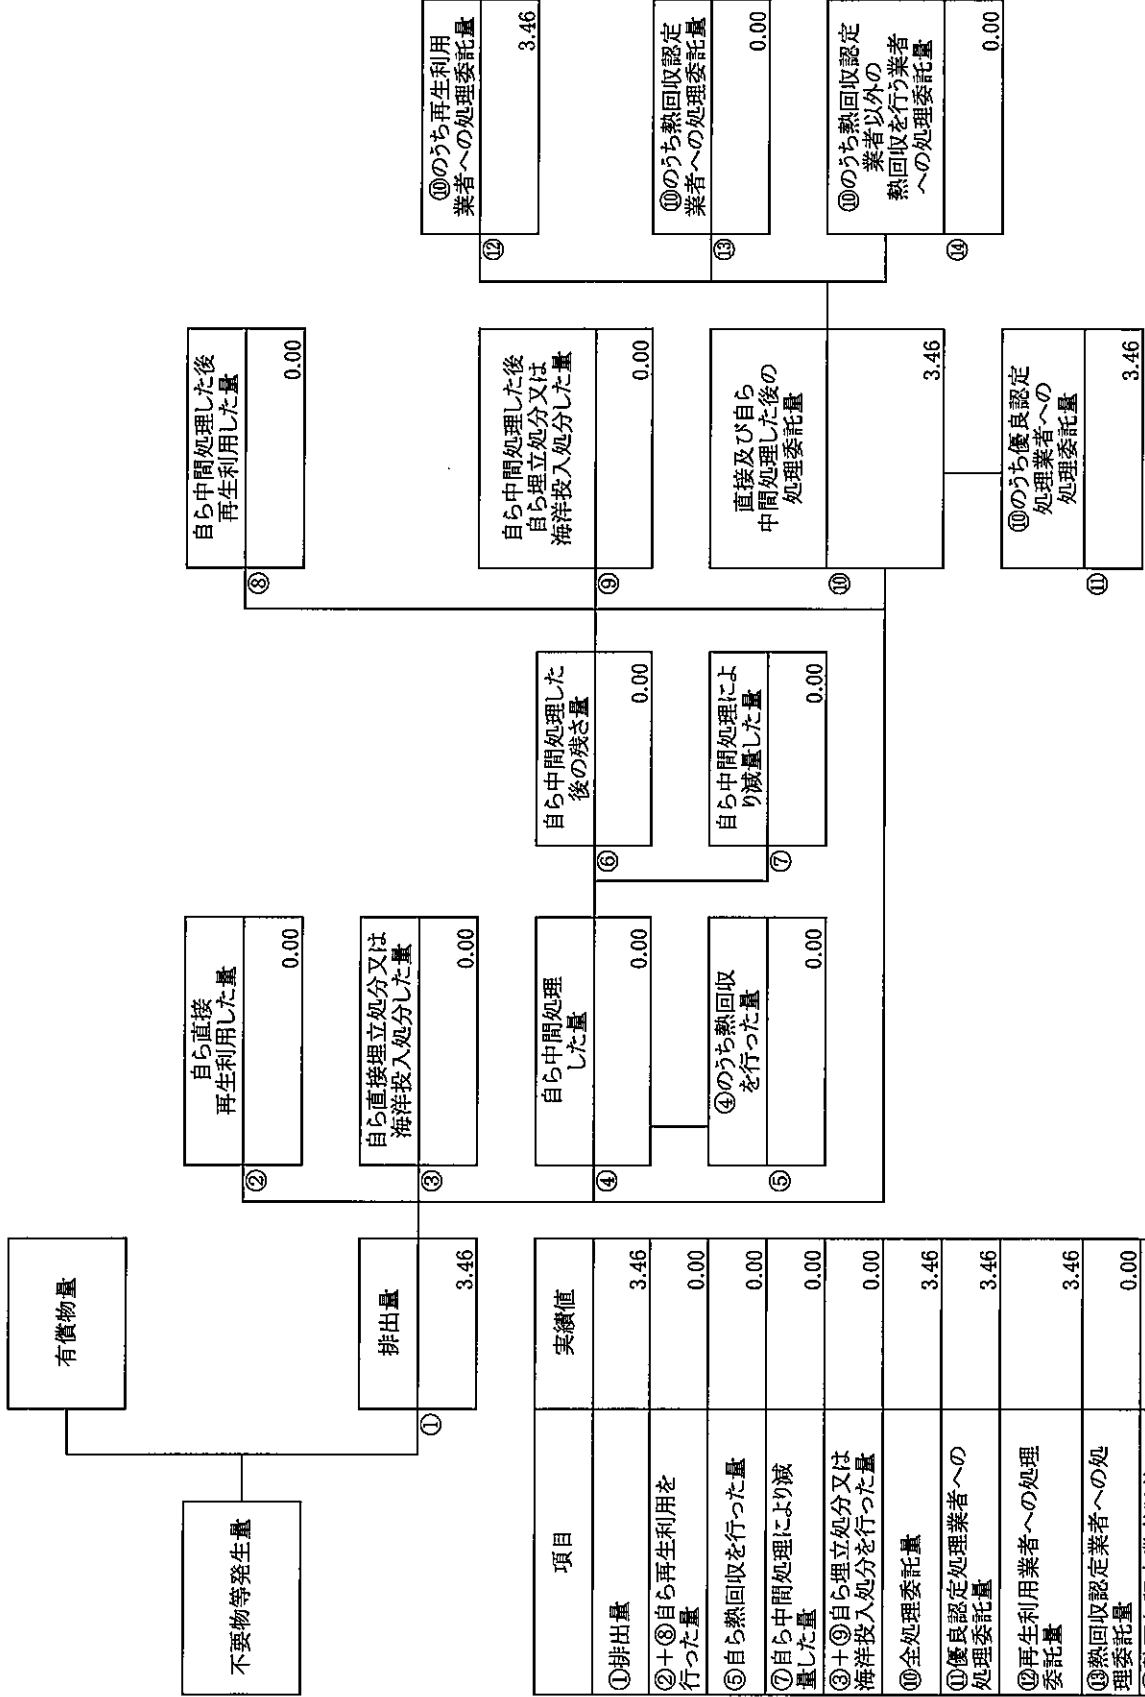 不要物等発生量
有償物量
排出量
①
3.46
自ら直接
再生利用した量
②
0.00
自ら直接埋立処分又は
海洋投入処分した量
③
0.00
自ら中間処理
した量
④
0.00
④のうち熱回収
を行った量
⑤
0.00
自ら中間処理した
後の残さ量
⑥
0.00
自ら中間処理によ
り減量した量
⑦
0.00
自ら中間処理した後
再生利用した量
⑧
0.00
自ら中間処理した後
自ら埋立処分又は
海洋投入処分した量
⑨
0.00
直接及び自ら
中間処理した後の
処理委託量
⑩
3.46
⑩のうち優良認定
処理業者への
処理委託量
⑪
3.46
⑩のうち再生利用
業者への処理委託量
⑫
3.46
⑩のうち熱回収認定
業者への処理委託量
⑬
0.00
⑩のうち熱回収認定
業者以外の
熱回収を行う業者
への処理委託量
⑭
0.00
項目 実績値
①排出量 3.46
②+⑧自ら再生利用を
行った量 0.00
⑤自ら熱回収を行った量 0.00
⑦自ら中間処理により減
量した量 0.00
③+⑨自ら埋立処分又は
海洋投入処分を行った量 0.00
⑩全処理委託量 3.46
⑪優良認定処理業者への
処理委託量 3.46
⑫再生利用業者への処理
委託量 3.46
⑬熱回収認定業者への処
理委託量 0.00